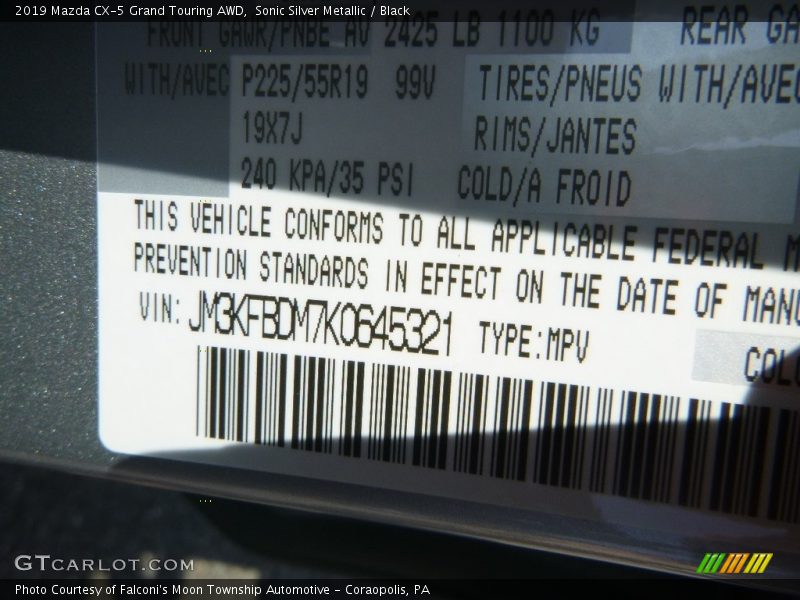 2019 Mazda CX-5 Grand Touring AWD, Sonic Silver Metallic / Black
FRONT GAWR/PNBE AV 2425 LB 1100 KG REAR
WITH/AVEC P225/55R19 99V TIRES/PNEUS WITH/AVEC
19X7J RIMS/JANTES
240 KPA/35 PSI COLD/A FROID
THIS VEHICLE CONFORMS TO ALL APPLICABLE FEDERAL M
PREVENTION STANDARDS IN EFFECT ON THE DATE OF MANU
VIN: JM3KFBDM7K0645321 TYPE:MPV
GTCARLOT.COM
Photo Courtesy of Falconi's Moon Township Automotive - Coraopolis, PA